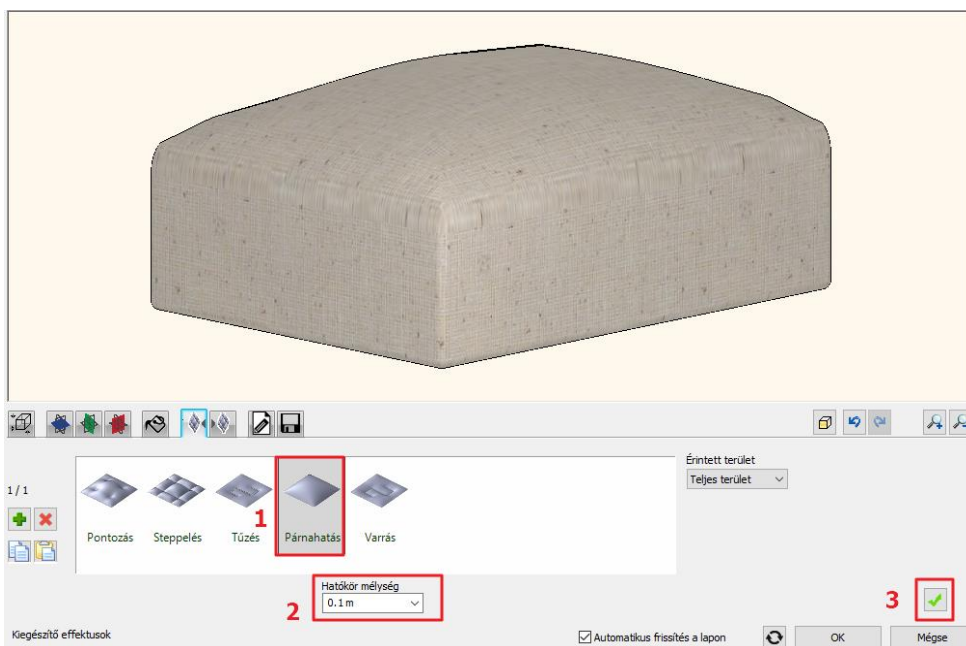 Érintett terület
Teljes terület
1 / 1
1
Pontozás
Steppelés
Tűzés
Párnahatás
Varrás
2
Hatókör mélység
0.1 m
3
Kiegészítő effektusok
Automatikus frissítés a lapon
OK
Mégse